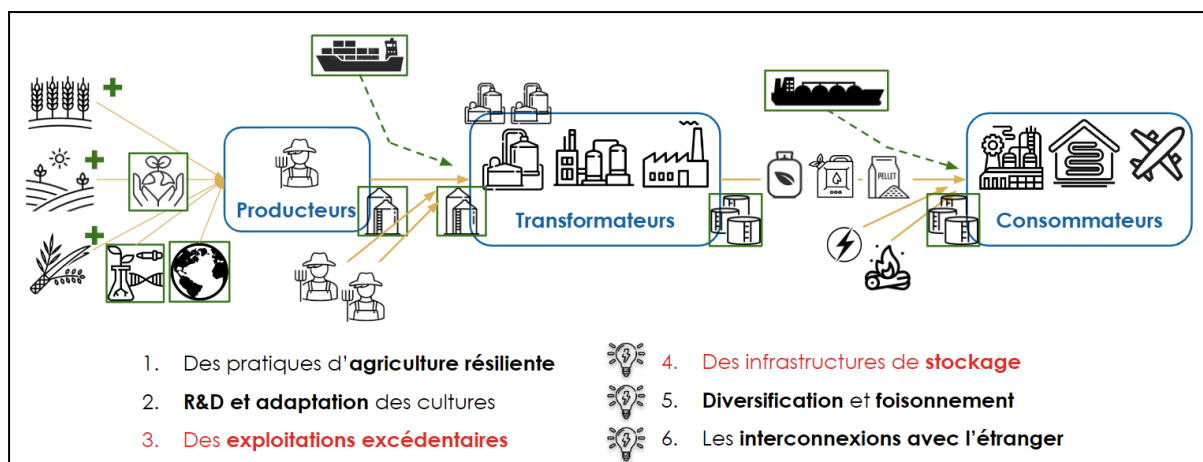 PELLET
Producteurs
Transformateurs
Consommateurs
1. Des pratiques d'agriculture résiliente
2. R&D et adaptation des cultures
3. Des exploitations excédentaires
4. Des infrastructures de stockage
5. Diversification et foisonnement
6. Les interconnexions avec l'étranger